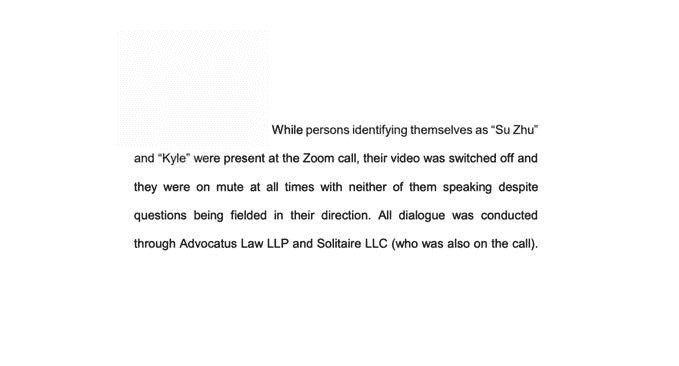 While persons identifying themselves as “Su Zhu”
and “Kyle” were present at the Zoom call, their video was switched off and
they were on mute at all times with neither of them speaking despite
questions being fielded in their direction. All dialogue was conducted
through Advocatus Law LLP and Solitaire LLC (who was also on the call).